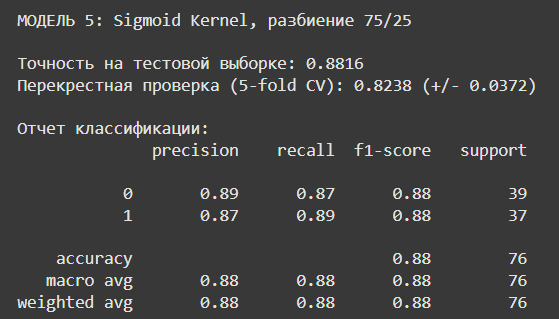 МОДЕЛЬ 5: Sigmoid Kernel, разбиение 75/25
Точность на тестовой выборке: 0.8816
Перекрестная проверка (5-fold CV): 0.8238 (+/- 0.0372)
Отчет классификации:
precision recall f1-score support
0 0.89 0.87 0.88 39
1 0.87 0.89 0.88 37
accuracy 0.88 76
macro avg 0.88 0.88 0.88 76
weighted avg 0.88 0.88 0.88 76